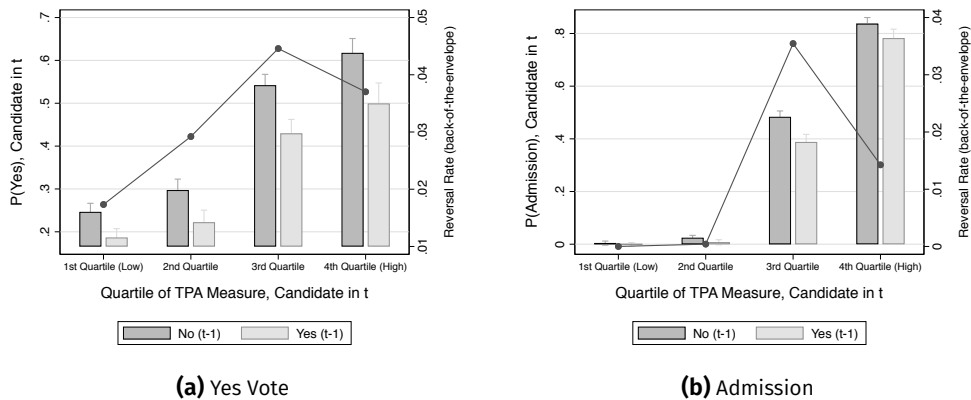 P(Yes), Candidate in t
.7
.6
.5
.4
.3
.2
.05
.04
.03
.02
.01
Reversal Rate (back-of-the-envelope)
1st Quartile (Low) 2nd Quartile 3rd Quartile 4th Quartile (High)
Quartile of TPA Measure, Candidate in t
No (t-1) Yes (t-1)
(a) Yes Vote
P(Admission), Candidate in t
.8
.6
.4
.2
0
.04
.03
.02
.01
0
Reversal Rate (back-of-the-envelope)
1st Quartile (Low) 2nd Quartile 3rd Quartile 4th Quartile (High)
Quartile of TPA Measure, Candidate in t
No (t-1) Yes (t-1)
(b) Admission